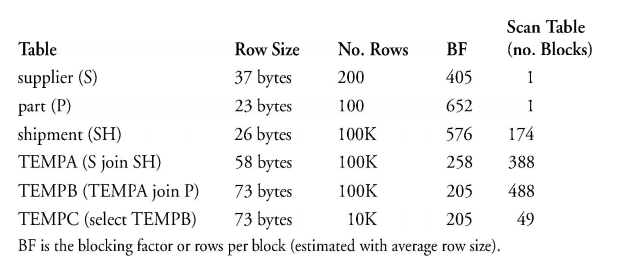 Scan Table
Table Row Size No. Rows BF (no. Blocks)
supplier (S) 37 bytes 200 405 1
part (P) 23 bytes 100 652 1
shipment (SH) 26 bytes 100K 576 174
TEMPA (S join SH) 58 bytes 100K 258 388
TEMPB (TEMPA join P) 73 bytes 100K 205 488
TEMPC (select TEMPB) 73 bytes 10K 205 49
BF is the blocking factor or rows per block (estimated with average row size).